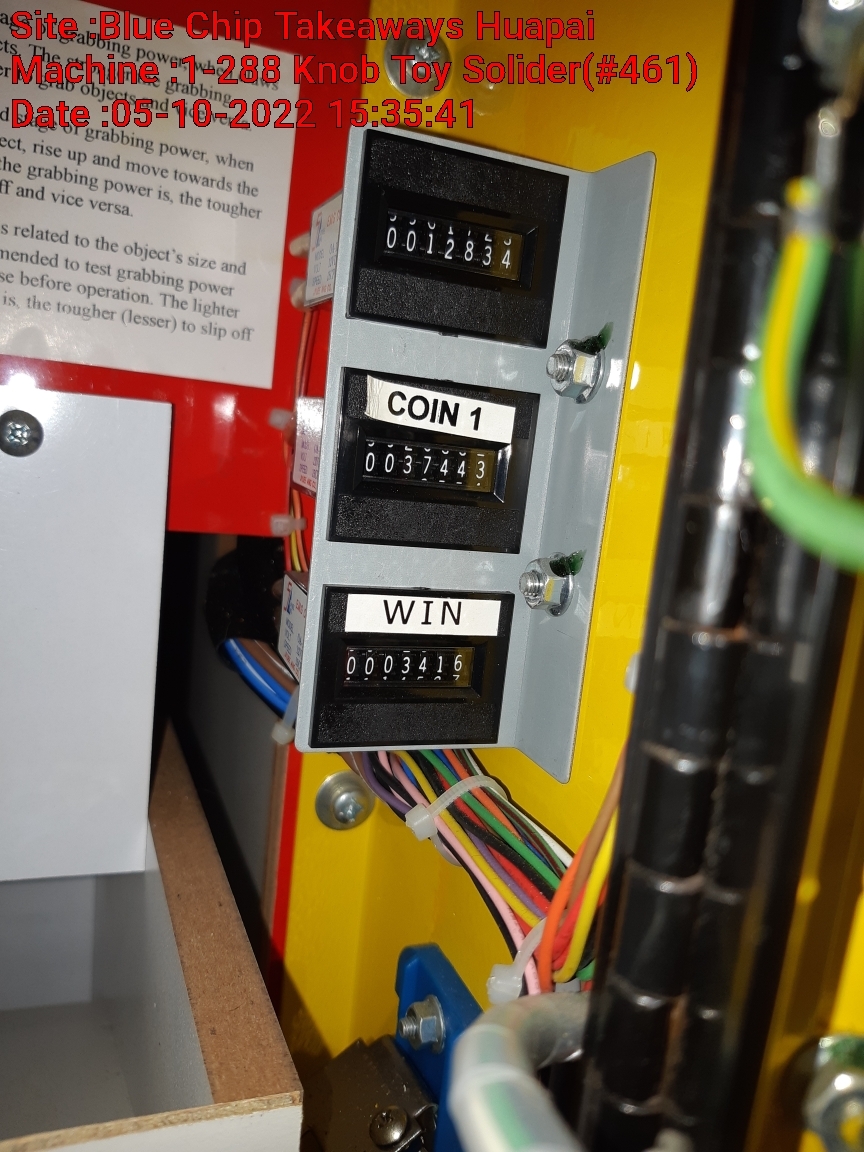 Site :Blue Chip Takeaways Huapai
Machine :1-288 Knob Toy Solider(#461)
Date :05-10-2022 15:35:41
grabbing power, when
ect, rise up and move towards the
the grabbing power is, the tougher
ff and vice versa.
s related to the object's size and
mended to test grabbing power
se before operation. The lighter
is, the tougher (lesser) to slip off
0012834
COIN 1
0037443
WIN
0003416